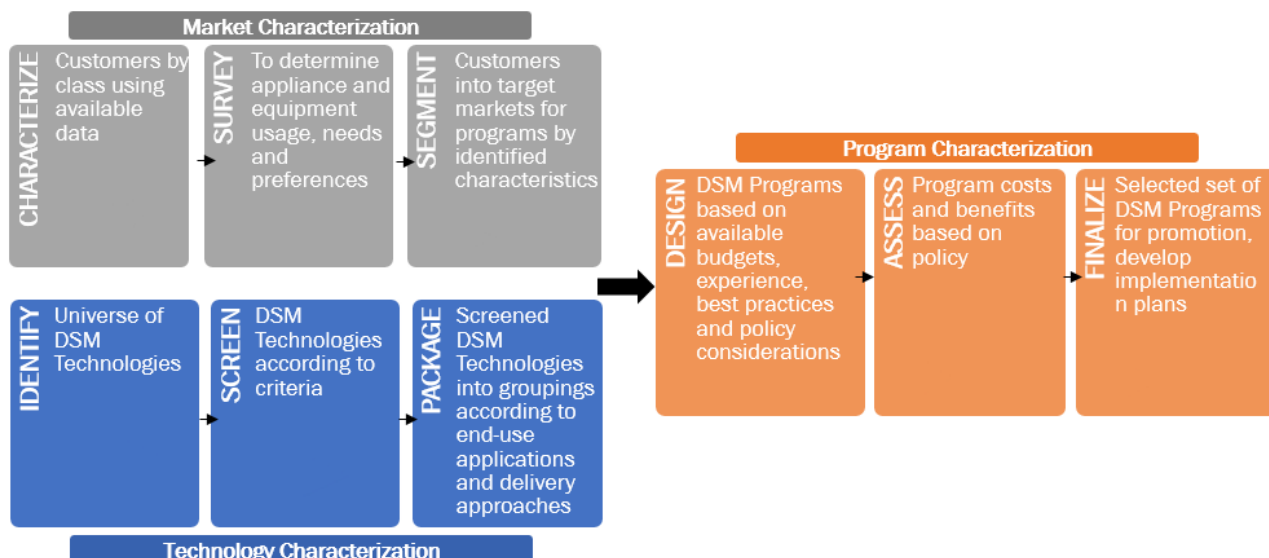 Market Characterization
CHARACTERIZE
Customers by
class using
available
data
SURVEY
To determine
appliance and
equipment
usage, needs
and
preferences
SEGMENT
Customers
into target
markets for
programs by
identified
characteristics
IDENTIFY
Universe of
DSM
Technologies
SCREEN
DSM
Technologies
according to
criteria
PACKAGE
Screened
DSM
Technologies
into groupings
according to
end-use
applications
and delivery
approaches
Technology Characterization
Program Characterization
DESIGN
DSM Programs
based on
available
budgets,
experience,
best practices
and policy
considerations
ASSESS
Program costs
and benefits
based on
policy
FINALIZE
Selected set of
DSM Programs
for promotion,
develop
implementatio
n plans